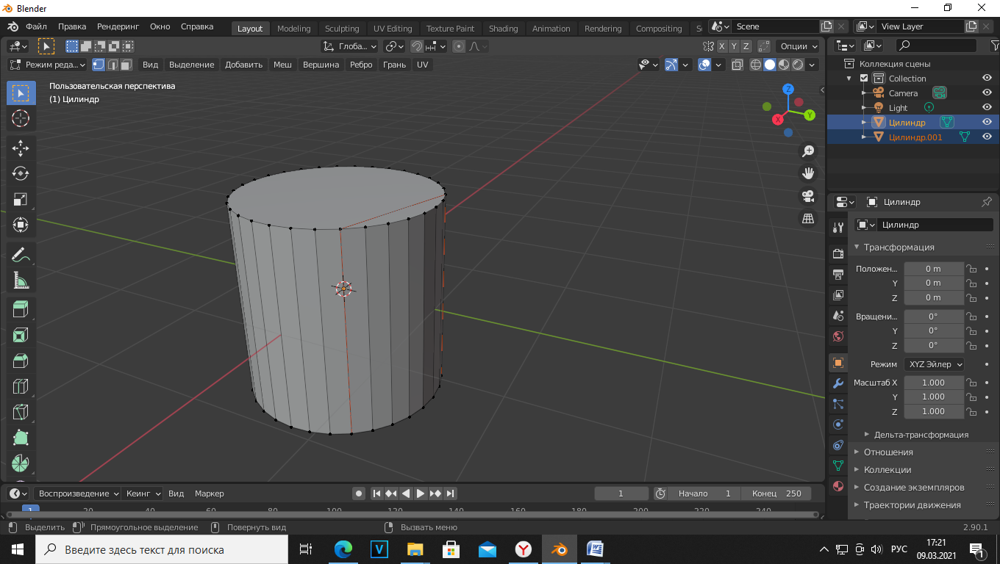 Blender
Файл Правка Рендеринг Окно Справка Layout Modeling Sculpting UV Editing Texture Paint Shading Animation Rendering Compositing Scene View Layer
Глоба... X Y Z Опции
Режим реда... Вид Выделение Добавить Меш Вершина Ребро Грань UV
Пользовательская перспектива
(1) Цилиндр
Z
Y
X
Коллекция сцены
Collection
Camera
Light
Цилиндр
Цилиндр.001
Цилиндр
Цилиндр
Трансформация
Положен... 0 m
Y 0 m
Z 0 m
Вращени... 0°
Y 0°
Z 0°
Режим XYZ Эйлер
Масштаб X 1.000
Y 1.000
Z 1.000
Дельта-трансформация
Отношения
Коллекции
Создание экземпляров
Траектории движения
Воспроизведение Кеинг Вид Маркер 1 Начало 1 Конец 250
1 20 40 60 80 100 120 140 160 180 200 220 240
Выделить Прямоугольное выделение Повернуть вид Вызвать меню 2.90.1
Введите здесь текст для поиска
V
Y
W
РУС
17:21
09.03.2021
1